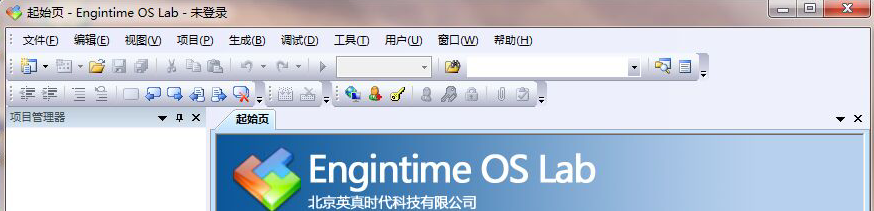 起始页 - Engintime OS Lab - 未登录
文件(F) 编辑(E) 视图(V) 项目(P) 生成(B) 调试(D) 工具(T) 用户(U) 窗口(W) 帮助(H)
项目管理器
起始页
Engintime OS Lab
北京英真时代科技有限公司